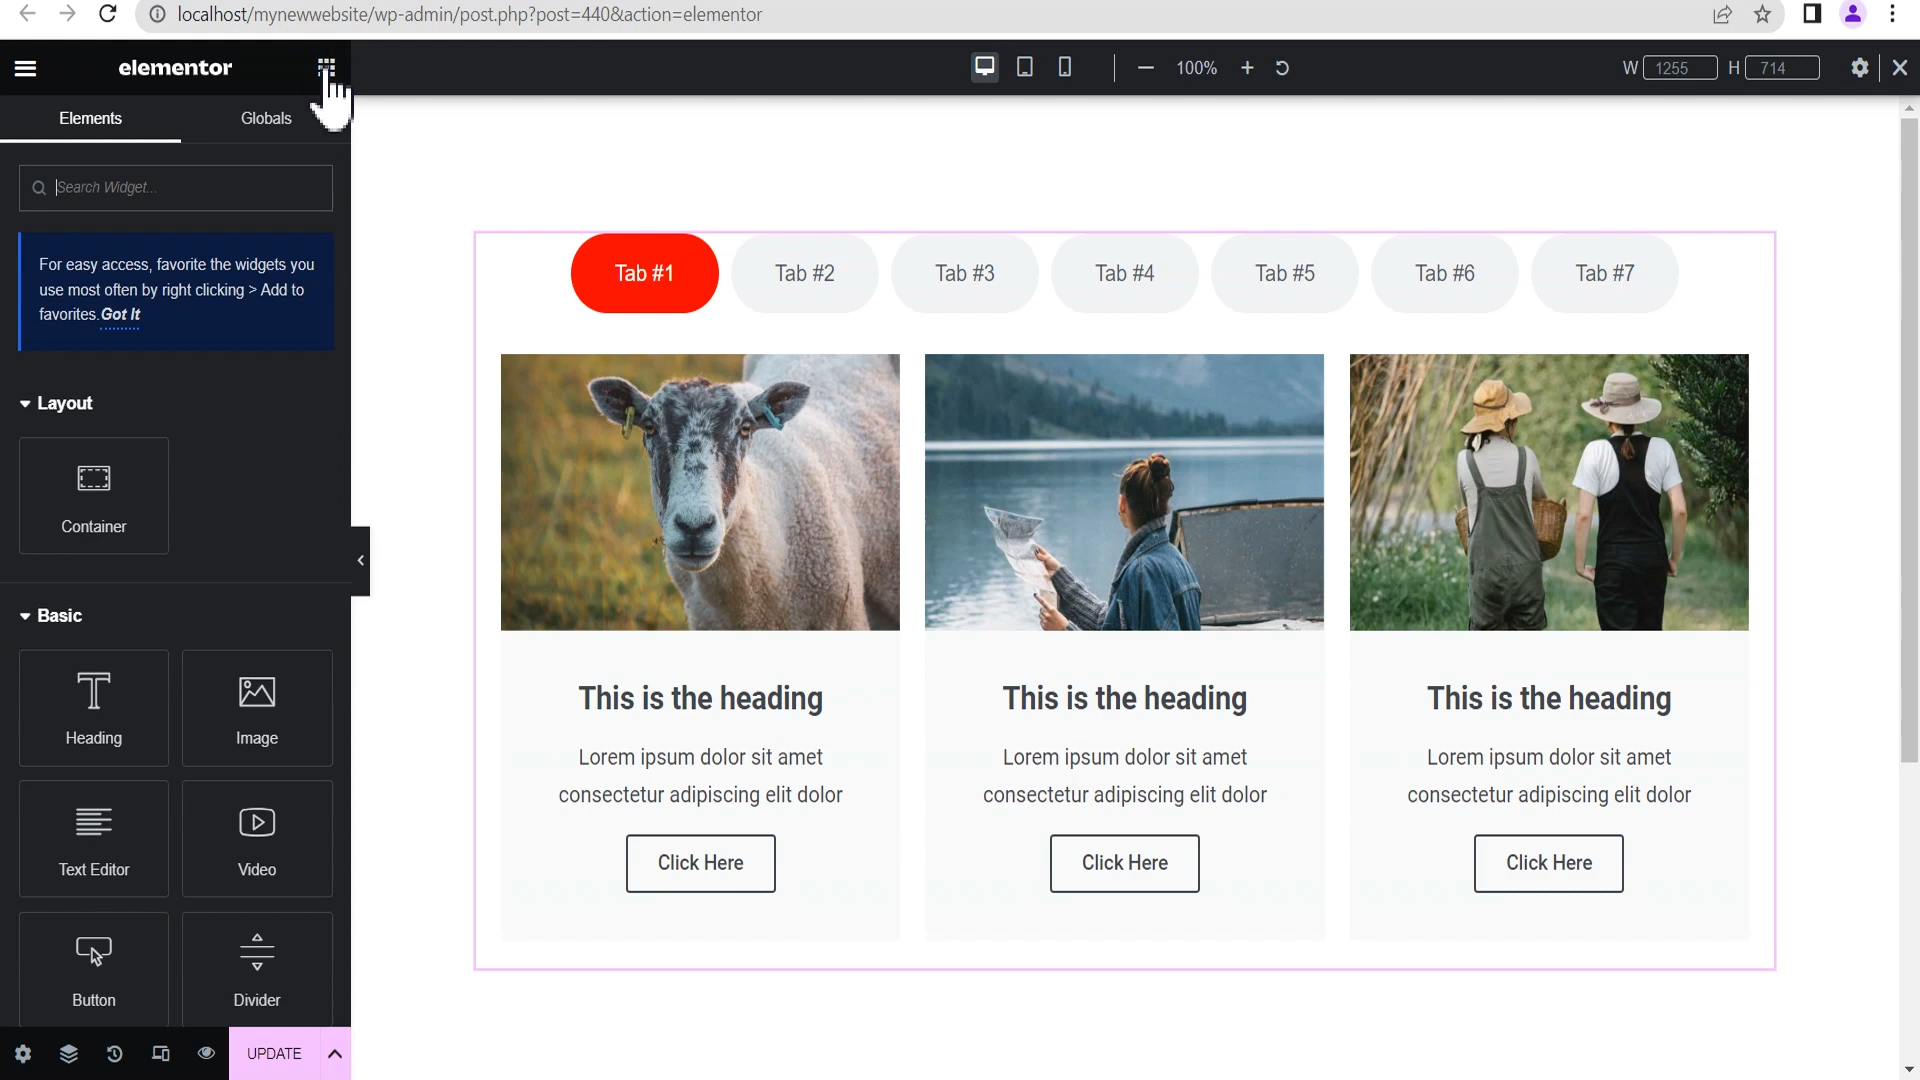 localhost/mynewwebsite/wp-admin/post.php?post=440&action=elementor
elementor
100%
W 1255 H 714
Elements Globals
Search Widget...
For easy access, favorite the widgets you
use most often by right clicking > Add to
favorites. Got It
Layout
Container
Basic
Heading
Image
Text Editor
Video
Button
Divider
UPDATE
Tab #1 Tab #2 Tab #3 Tab #4 Tab #5 Tab #6 Tab #7
This is the heading
Lorem ipsum dolor sit amet
consectetur adipiscing elit dolor
Click Here
This is the heading
Lorem ipsum dolor sit amet
consectetur adipiscing elit dolor
Click Here
This is the heading
Lorem ipsum dolor sit amet
consectetur adipiscing elit dolor
Click Here